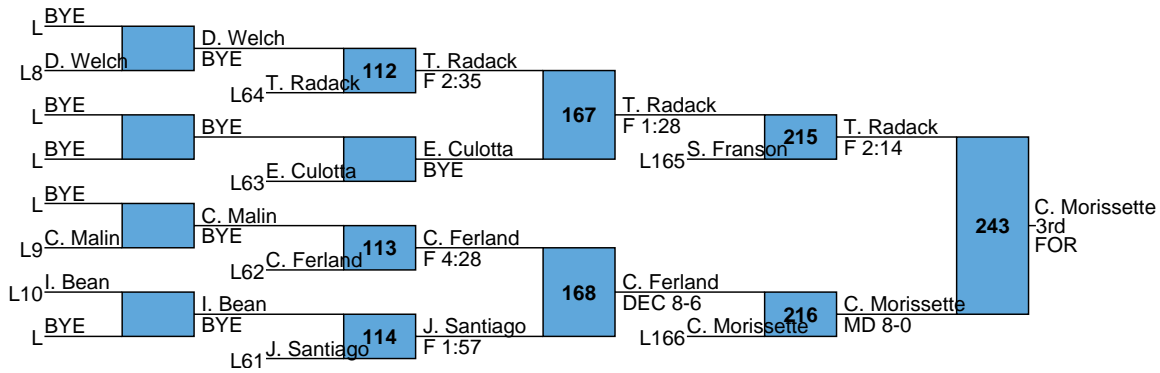 L BYE
L8 D. Welch
D. Welch
BYE
L64 T. Radack
112
T. Radack
F 2:35
L BYE
L BYE
BYE
L63 E. Culotta
E. Culotta
BYE
167
T. Radack
F 1:28
L165 S. Franson
215
T. Radack
F 2:14
L BYE
L9 C. Malin
C. Malin
BYE
L62 C. Ferland
113
C. Ferland
F 4:28
L10 I. Bean
L BYE
I. Bean
BYE
L61 J. Santiago
114
J. Santiago
F 1:57
168
C. Ferland
DEC 8-6
L166 C. Morissette
216
C. Morissette
MD 8-0
243
C. Morissette
3rd
FOR